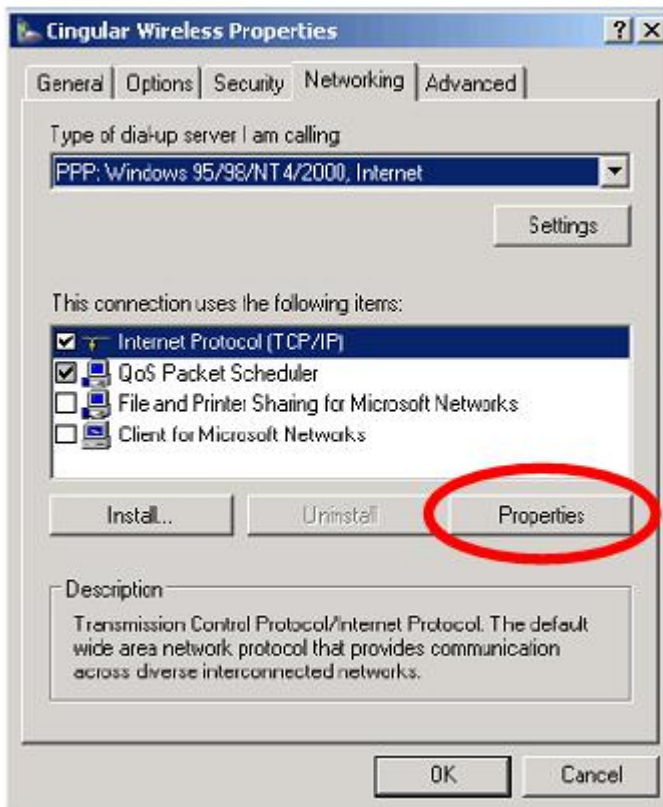 Cingular Wireless Properties
General Options Security Networking Advanced
Type of dial-up server I am calling:
PPP: Windows 95/98/NT4/2000, Internet
Settings
This connection uses the following items:
Internet Protocol (TCP/IP)
QoS Packet Scheduler
File and Printer Sharing for Microsoft Networks
Client for Microsoft Networks
Install... Uninstall Properties
Description
Transmission Control Protocol/Internet Protocol. The default
wide area network protocol that provides communication
across diverse interconnected networks.
OK Cancel